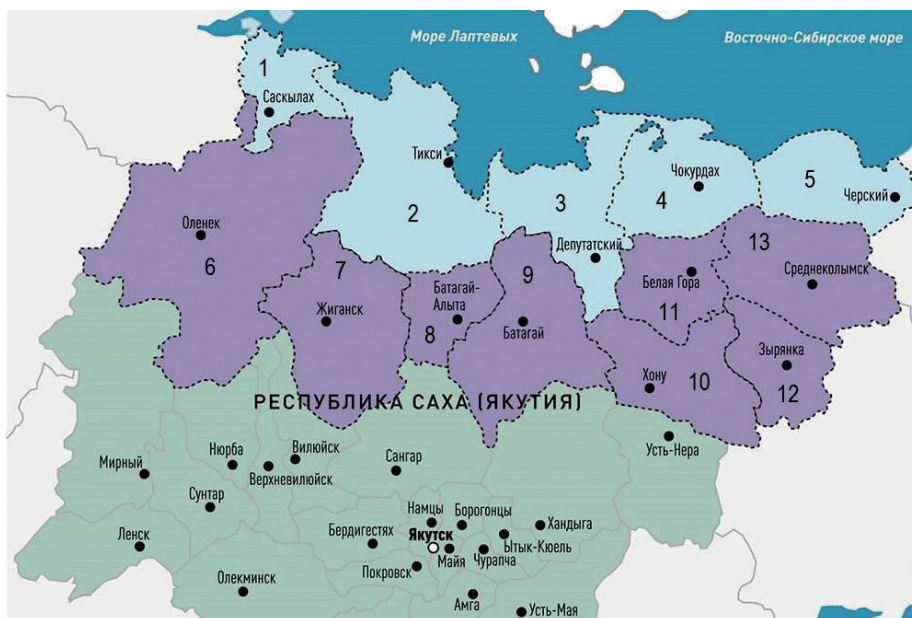 Море Лаптевых
Восточно-Сибирское море
1
Саскылах
Тикси
2
3
4
Чокурдах
5
Черский
Оленек
6
7
Жиганск
Батагай-
Алыта
8
9
Батагай
Депутатский
Белая Гора
11
13
Среднеколымск
Хону
10
Зырянка
12
РЕСПУБЛИКА САХА (ЯКУТИЯ)
Мирный
Нюрба
Вилюйск
Верхневилюйск
Сунтар
Сангар
Усть-Нера
Ленск
Олекминск
Бердигестях
Намцы
Борогонцы
Хандыга
Якутск
Майя
Чурапча
Ытык-Кюель
Покровск
Амга
Усть-Мая